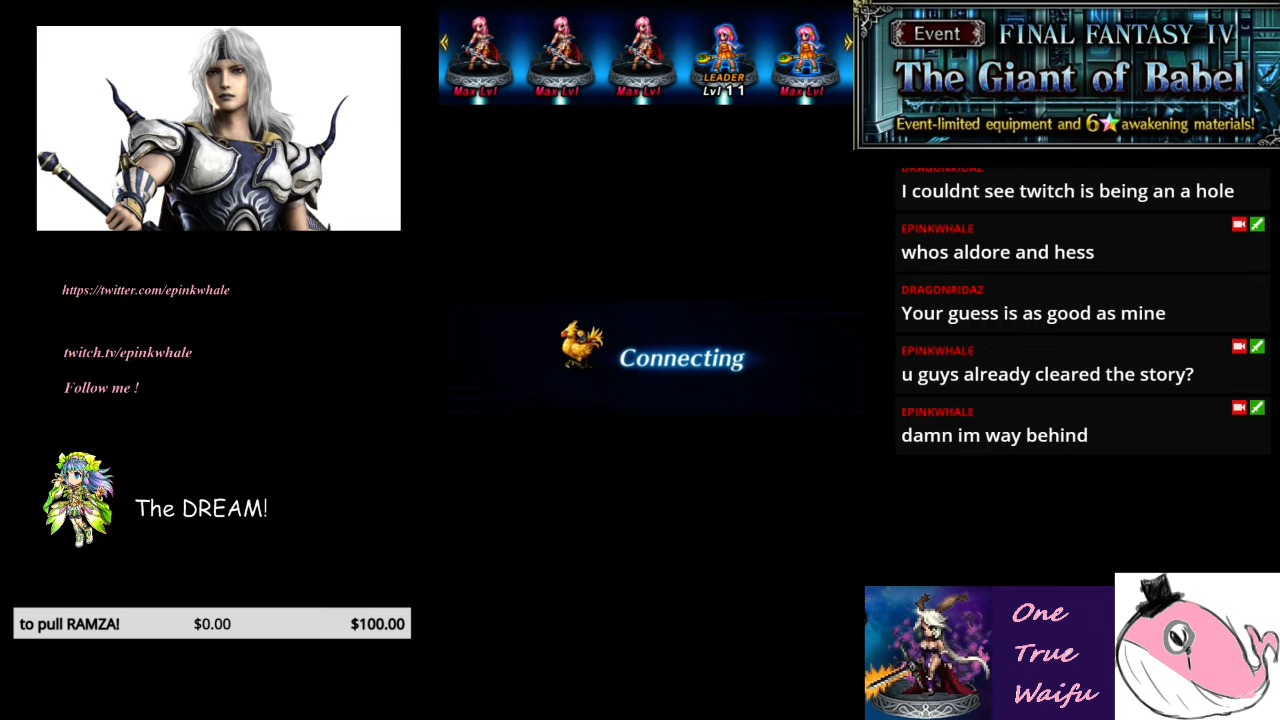 Max Lvl
Max Lvl
Max Lvl
LEADER
Lvl 11
Max Lvl
Event
FINAL FANTASY IV
The Giant of Babel
Event-limited equipment and 6 awakening materials!
https://twitter.com/epinkwhale
twitch.tv/epinkwhale
Follow me !
The DREAM!
to pull RAMZA! $0.00 $100.00
Connecting
DRAGONRIDAZ
I couldnt see twitch is being an a hole
EPINKWHALE
whos aldore and hess
DRAGONRIDAZ
Your guess is as good as mine
EPINKWHALE
u guys already cleared the story?
EPINKWHALE
damn im way behind
One
True
Waifu